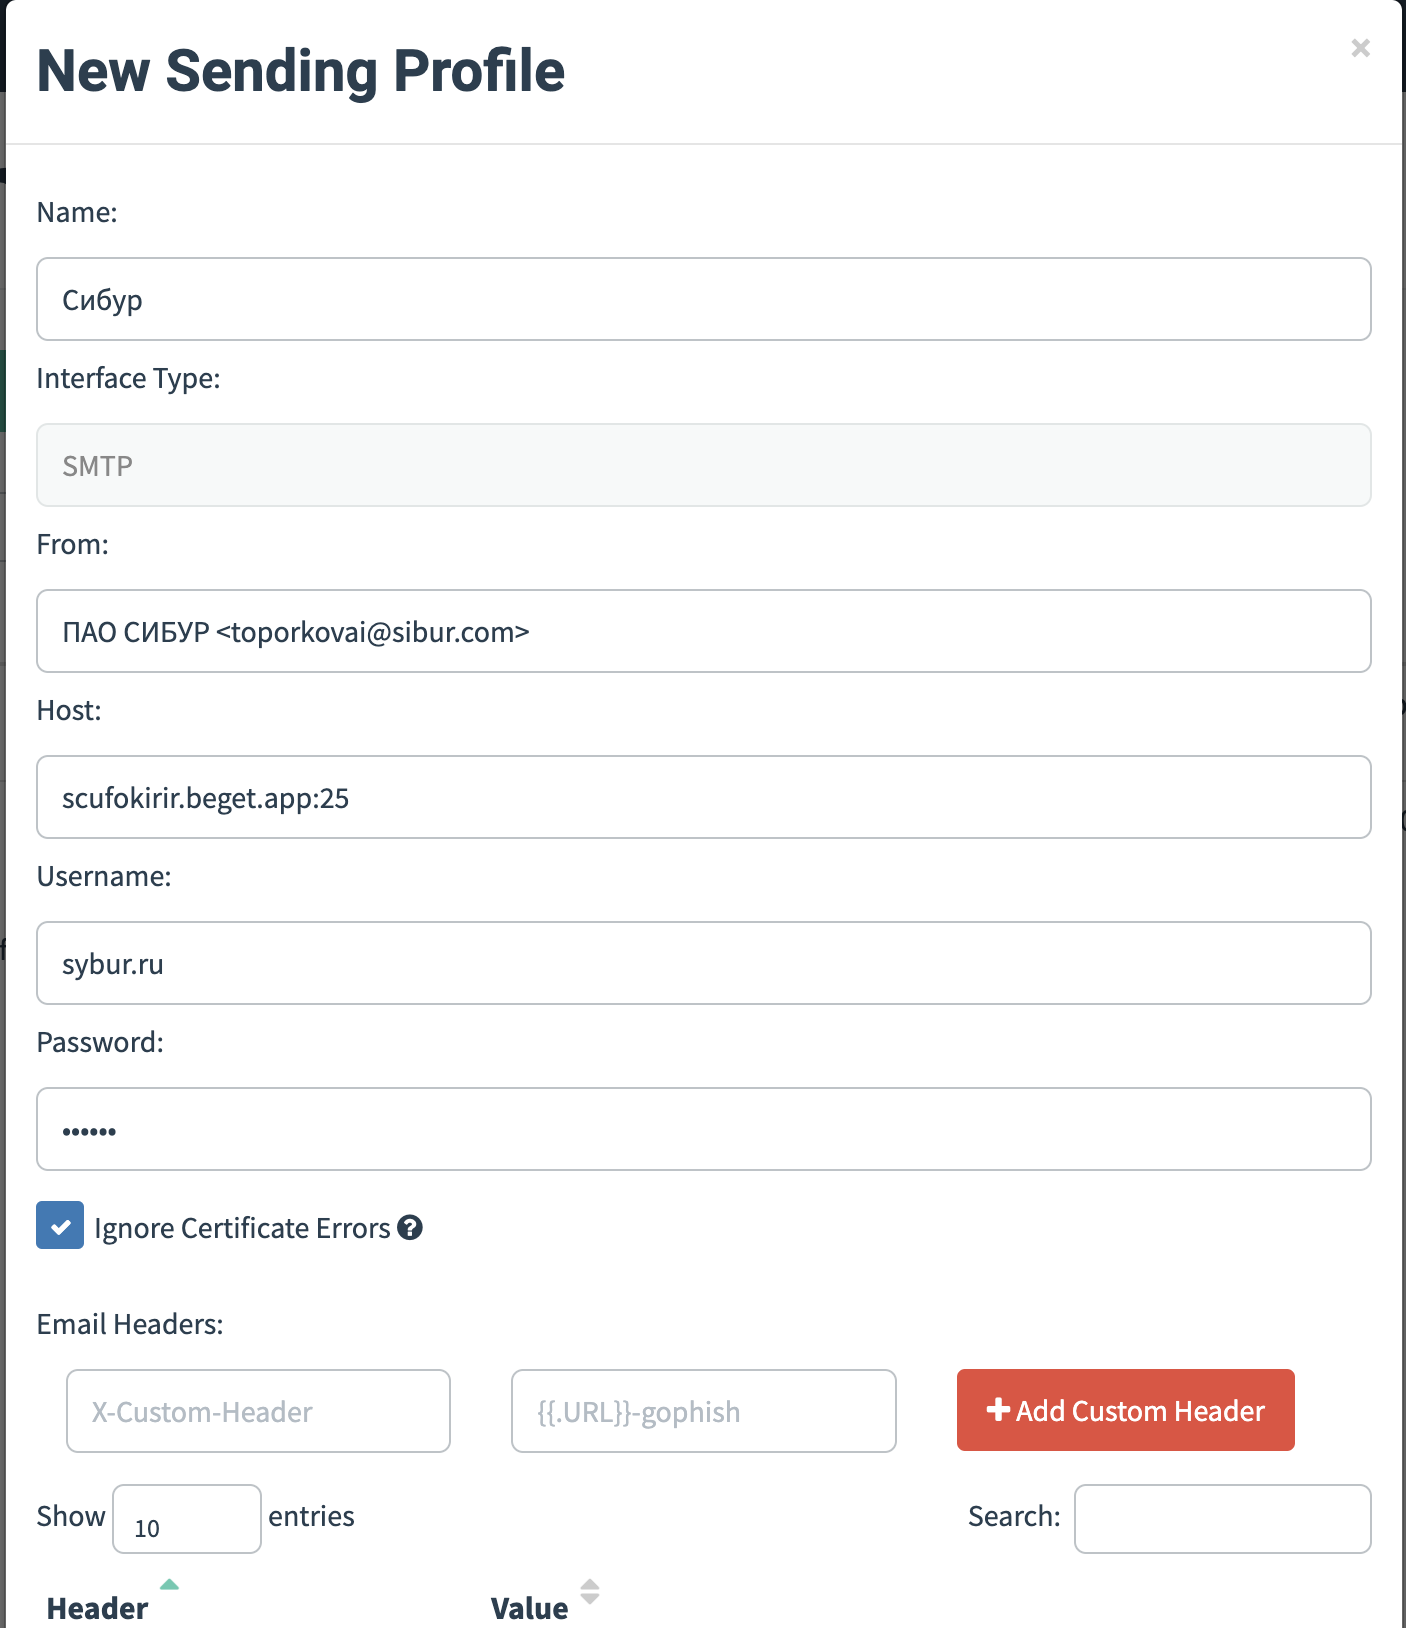 New Sending Profile
×
Name:
Сибур
Interface Type:
SMTP
From:
ПАО СИБУР <toporkovai@sibur.com>
Host:
scufokirir.beget.app:25
Username:
sybur.ru
Password:
••••••
Ignore Certificate Errors
Email Headers:
X-Custom-Header {{.URL}}-gophish + Add Custom Header
Show 10 entries Search:
Header Value